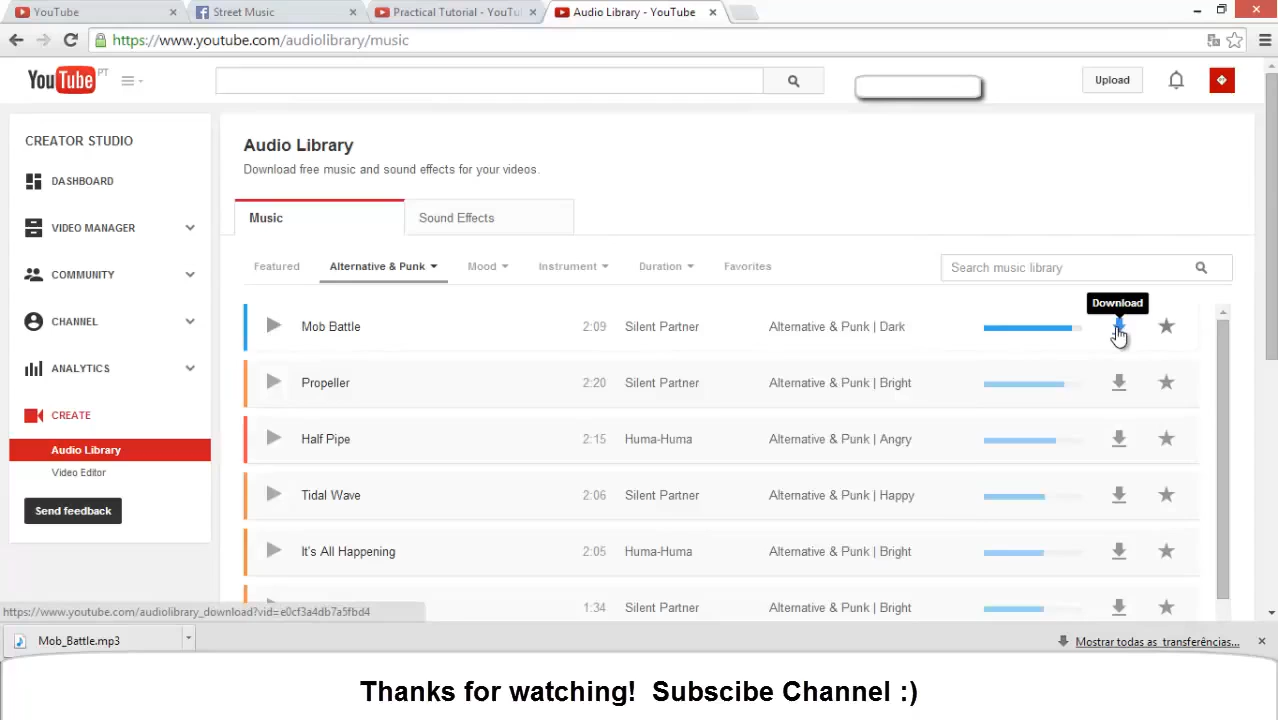 YouTube
Street Music
Practical Tutorial - YouTu
Audio Library - YouTube
https://www.youtube.com/audiolibrary/music
YouTube PT
Upload
CREATOR STUDIO
DASHBOARD
VIDEO MANAGER
COMMUNITY
CHANNEL
ANALYTICS
CREATE
Audio Library
Video Editor
Send feedback
Audio Library
Download free music and sound effects for your videos.
Music Sound Effects
Featured Alternative & Punk Mood Instrument Duration Favorites Search music library
Download
Mob Battle 2:09 Silent Partner Alternative & Punk | Dark
Propeller 2:20 Silent Partner Alternative & Punk | Bright
Half Pipe 2:15 Huma-Huma Alternative & Punk | Angry
Tidal Wave 2:06 Silent Partner Alternative & Punk | Happy
It's All Happening 2:05 Huma-Huma Alternative & Punk | Bright
1:34 Silent Partner Alternative & Punk | Bright
https://www.youtube.com/audiolibrary_download?vid=e0cf3a4db7a5fbd4
Mob_Battle.mp3
Mostrar todas as transferências...
Thanks for watching! Subscibe Channel :)